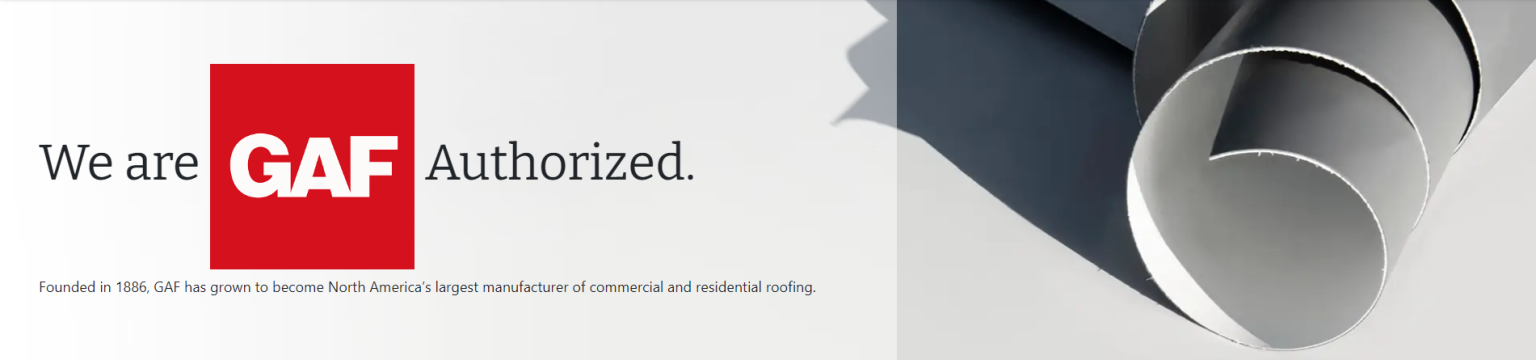 We are GAF Authorized.
Founded in 1886, GAF has grown to become North America's largest manufacturer of commercial and residential roofing.